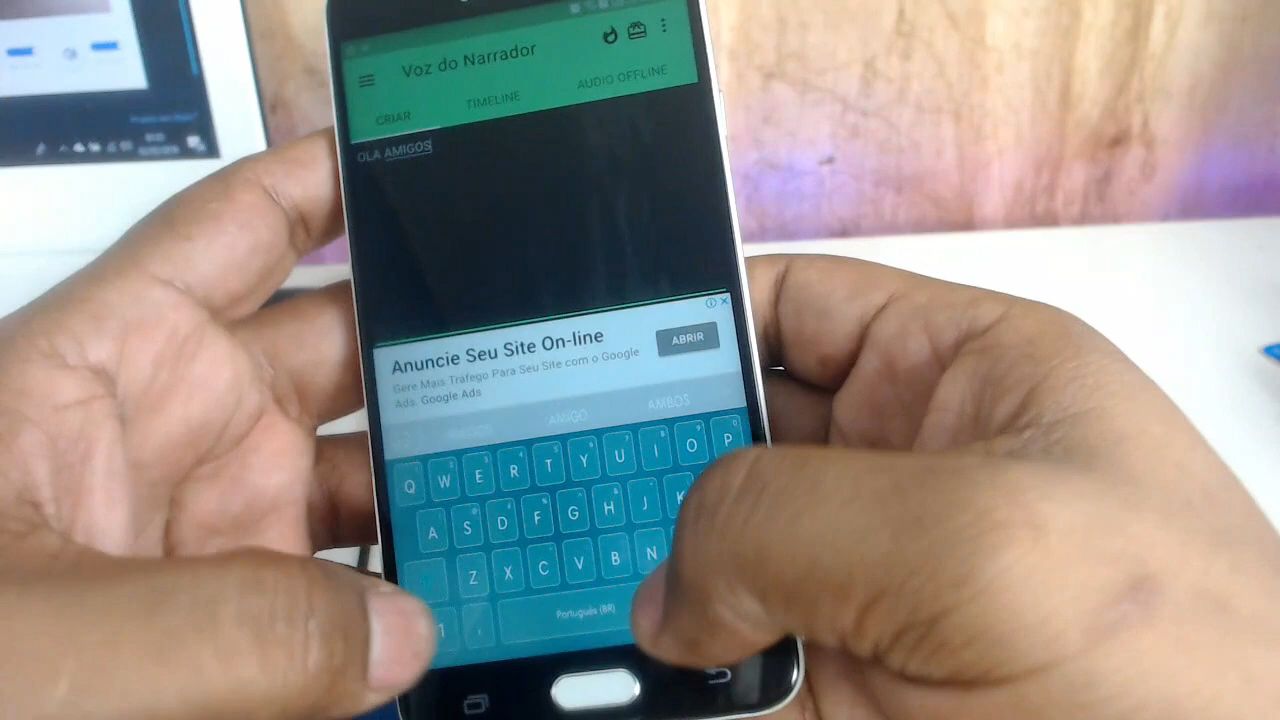 Voz do Narrador
CRIAR TIMELINE AUDIO OFFLINE
OLA AMIGOS
Anuncie Seu Site On-line
Gere Mais Tráfego Para Seu Site com o Google
Ads. Google Ads
ABRIR
AMIGO AMBOS
Q W E R T Y U I O P
A S D F G H J K
Z X C V B N
Português (BR)